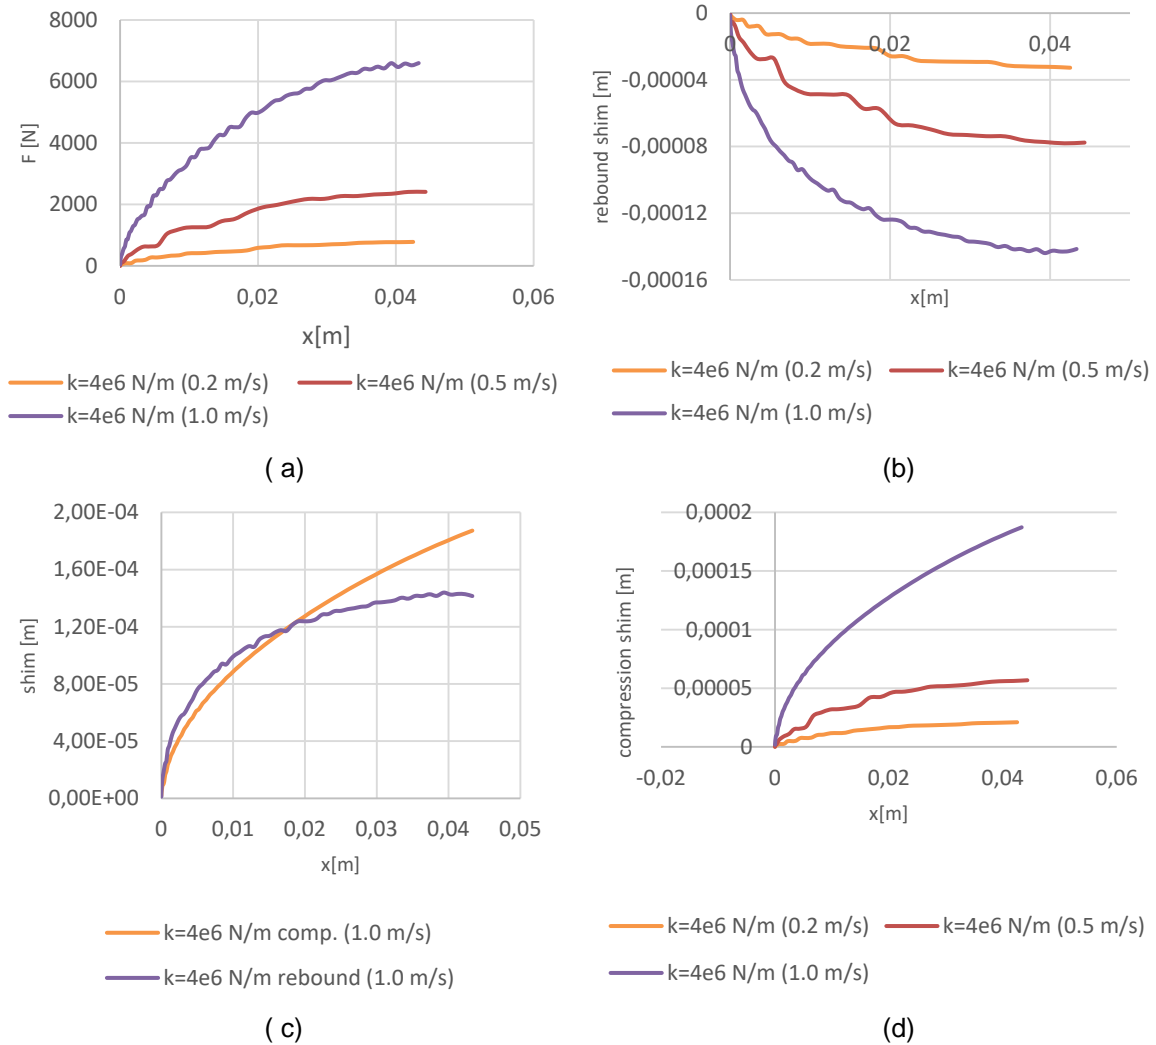 8000
6000
4000
2000
0
F [N]
0
0,02
0,04
0,06
x[m]
k=4e6 N/m (0.2 m/s)
k=4e6 N/m (0.5 m/s)
k=4e6 N/m (1.0 m/s)
( a)
0
-0,00004
-0,00008
-0,00012
-0,00016
rebound shim [m]
0
0,02
0,04
x[m]
k=4e6 N/m (0.2 m/s)
k=4e6 N/m (0.5 m/s)
k=4e6 N/m (1.0 m/s)
(b)
2,00E-04
1,60E-04
1,20E-04
8,00E-05
4,00E-05
0,00E+00
shim [m]
0
0,01
0,02
0,03
0,04
0,05
x[m]
k=4e6 N/m comp. (1.0 m/s)
k=4e6 N/m rebound (1.0 m/s)
( c)
0,0002
0,00015
0,0001
0,00005
0
compression shim [m]
-0,02
0
0,02
0,04
0,06
x[m]
k=4e6 N/m (0.2 m/s)
k=4e6 N/m (0.5 m/s)
k=4e6 N/m (1.0 m/s)
(d)